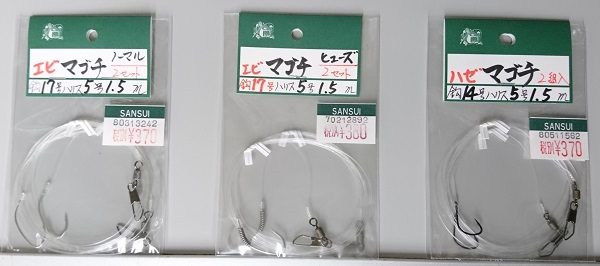 エビ マゴチ ノーマル
2セット
鈎17号ハリス5号1.5m
SANSUI
80313242
税別¥370
エビ マゴチ ヒューズ
2セット
鈎17号ハリス5号1.5m
SANSUI
70212892
税別¥380
ハゼ マゴチ 2組入
鈎14号ハリス5号1.5m
SANSUI
80511562
税別¥370